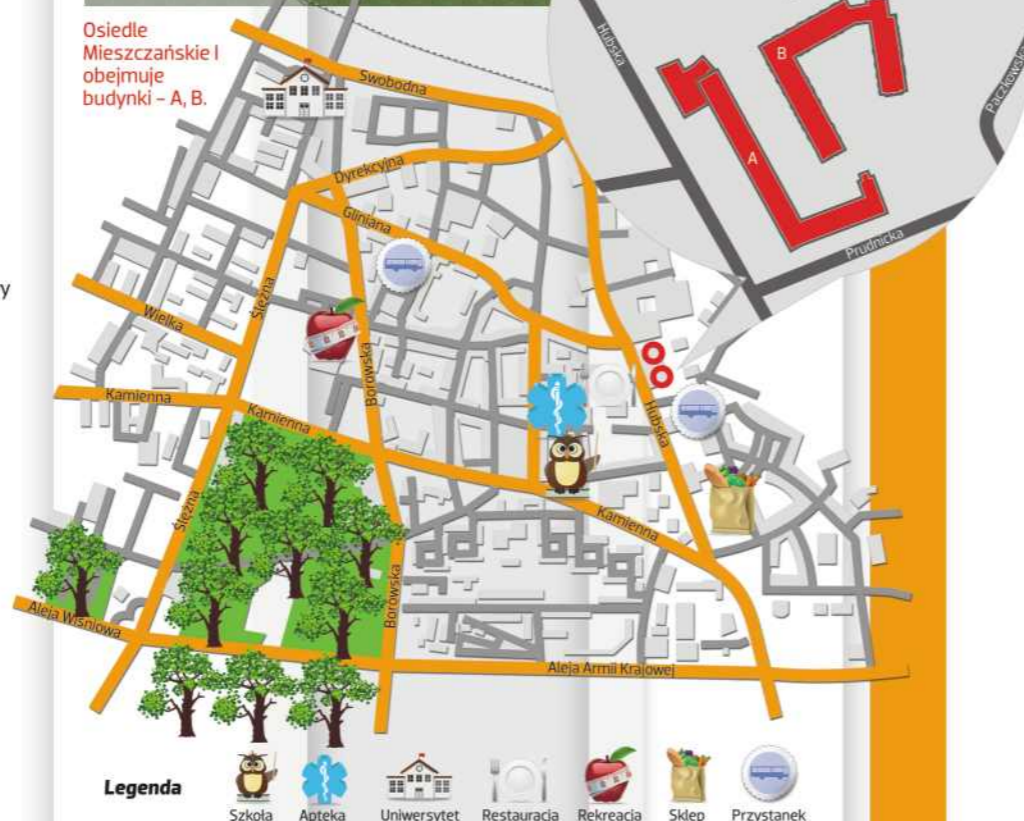 Osiedle
Mieszczańskie I
obejmuje
budynki – A, B.
y
Swobodna
Dyrekcyjna
Gliniana
Ślężna
Wielka
Borowska
Kamienna
Kamienna
Hubska
Ślężna
Kamienna
Borowska
Aleja Wiśniowa
Aleja Armii Krajowej
Hubska
B
A
Prudnicka
Legenda
Szkoła
Apteka
Uniwersytet
Restauracja
Rekreacja
Sklep
Przystanek